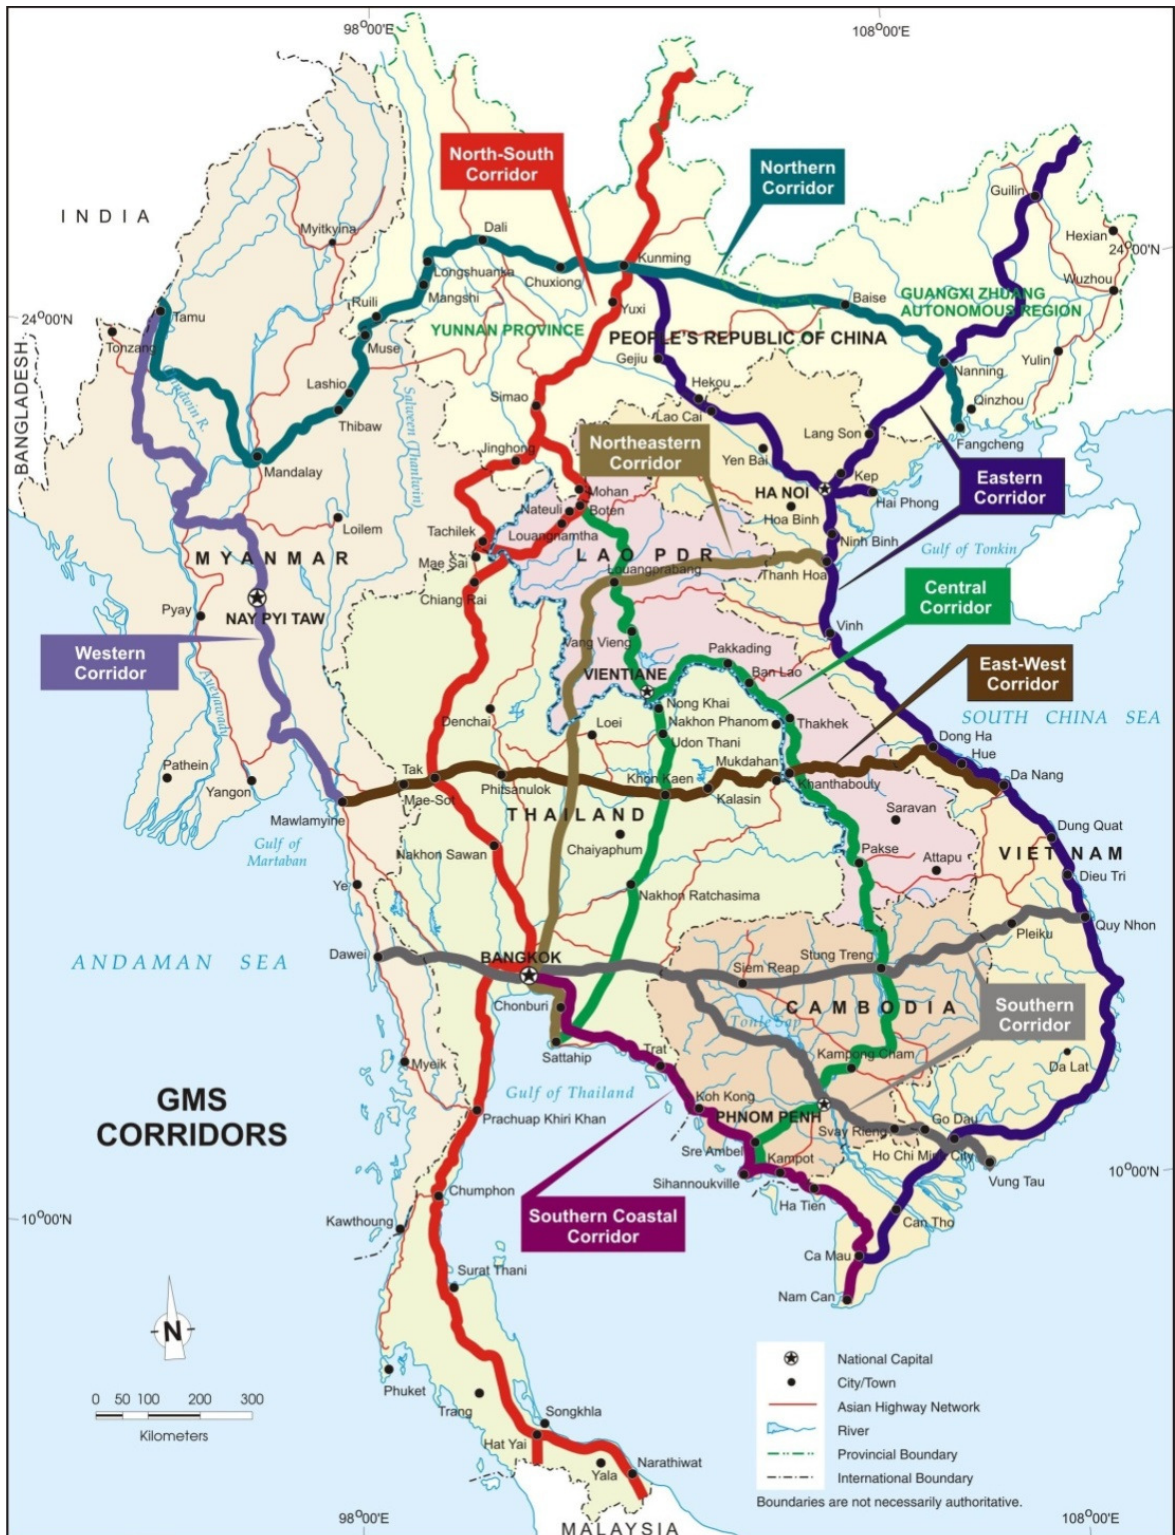 98°00'E
108°00'E
North-South
Corridor
Northern
Corridor
INDIA
Guilin
Myitkyina
Dali
Hexian
24°00'N
Kunming
Longshuanka
Chuxiong
Mangshi
Wuzhou
Ruili
Yuxi
Baise
GUANGXI ZHUANG
AUTONOMOUS REGION
24°00'N
Tamu
YUNNAN PROVINCE
PEOPLE'S REPUBLIC OF CHINA
Tonzang
Muse
Gejiu
Yulin
BANGLADESH
Nanning
Lashio
Hekou
Simao
Lao Cai
Qinzhou
Thibaw
Salween (Thanlwin)
Northeastern
Corridor
Lang Son
Fangcheng
Jinghong
Yen Bai
Mandalay
Kep
Eastern
Corridor
Mohan
HA NOI
Hai Phong
Nateuli
Boten
Loilem
Hoa Binh
Tachilek
Louangnamtha
Ninh Binh
MYANMAR
LAO PDR
Gulf of Tonkin
Mae Sai
Louangprabang
Thanh Hoa
Central
Corridor
Chiang Rai
Pyay
NAY PYI TAW
Vinh
Western
Corridor
Vang Vieng
Pakkading
East-West
Corridor
VIENTIANE
Ban Lao
Ayeyawady
Nong Khai
Denchai
Loei
Nakhon Phanom
Thakhek
SOUTH CHINA SEA
Udon Thani
Dong Ha
Hue
Pathein
Tak
Mukdahan
Yangon
Mae-Sot
Phitsanulok
Khon Kaen
Khanthabouly
Da Nang
Kalasin
Mawlamyine
THAILAND
Saravan
Gulf of
Martaban
Dung Quat
Nakhon Sawan
Chaiyaphum
Pakse
Attapu
VIET NAM
Dieu Tri
Ye
Nakhon Ratchasima
Quy Nhon
Pleiku
Dawei
BANGKOK
Stung Treng
ANDAMAN SEA
Siem Reap
Chonburi
CAMBODIA
Southern
Corridor
Tonle Sap
Sattahip
Trat
Kampong Cham
Myeik
Da Lat
Gulf of Thailand
GMS
CORRIDORS
Koh Kong
Prachuap Khiri Khan
PHNOM PENH
Go Dau
Svay Rieng
Sre Ambel
Ho Chi Minh City
Kampot
10°00'N
Sihannoukville
Vung Tau
Chumphon
Ha Tien
10°00'N
Kawthoung
Southern Coastal
Corridor
Can Tho
Ca Mau
Surat Thani
Nam Can
N
National Capital
City/Town
Phuket
0 50 100 200 300
Trang
Songkhla
Asian Highway Network
Kilometers
Hat Yai
River
Provincial Boundary
Yala
Narathiwat
International Boundary
Boundaries are not necessarily authoritative.
98°00'E
MALAYSIA
108°00'E